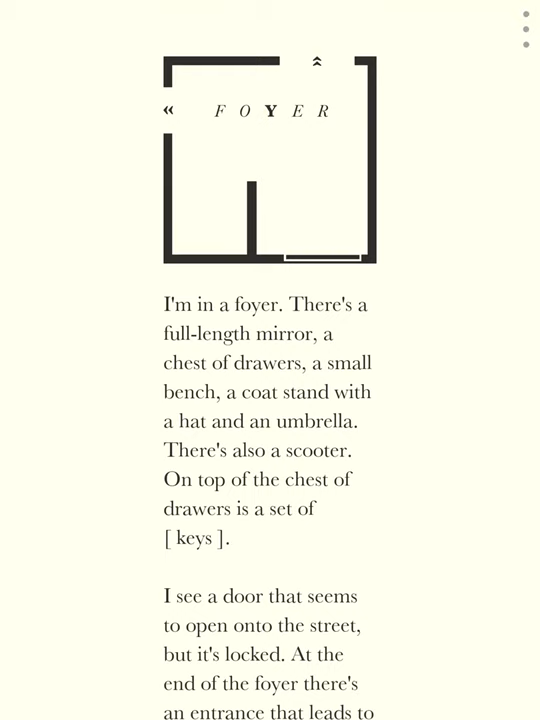 FOYER
I'm in a foyer. There's a
full-length mirror, a
chest of drawers, a small
bench, a coat stand with
a hat and an umbrella.
There's also a scooter.
On top of the chest of
drawers is a set of
[ keys ].
I see a door that seems
to open onto the street,
but it's locked. At the
end of the foyer there's
an entrance that leads to